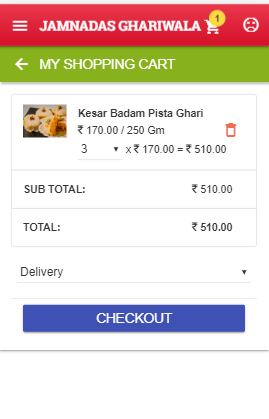 JAMNADAS GHARIWALA
1
MY SHOPPING CART
Kesar Badam Pista Ghari
₹ 170.00 / 250 Gm
3 x ₹ 170.00 = ₹ 510.00
SUB TOTAL: ₹ 510.00
TOTAL: ₹ 510.00
Delivery
CHECKOUT